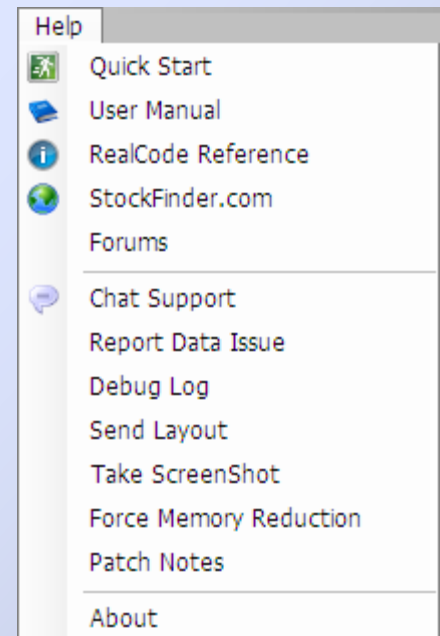 Help
Quick Start
User Manual
RealCode Reference
StockFinder.com
Forums
Chat Support
Report Data Issue
Debug Log
Send Layout
Take ScreenShot
Force Memory Reduction
Patch Notes
About